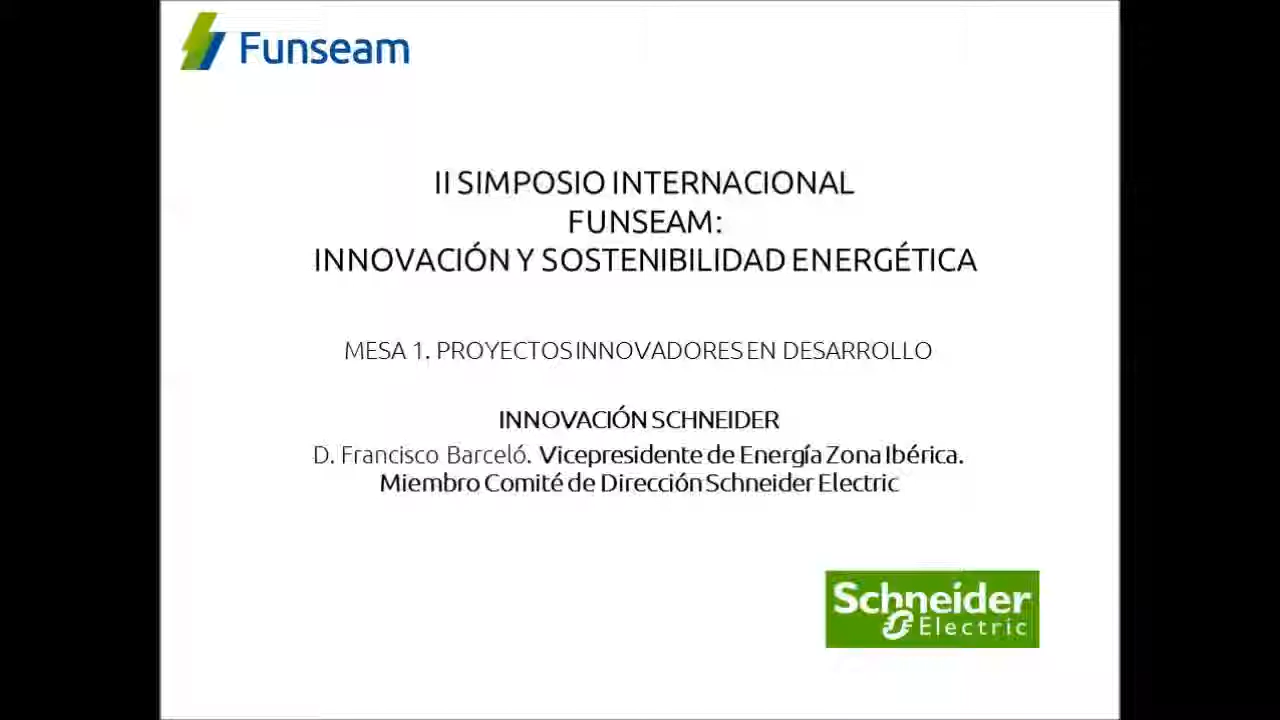 Funseam
II SIMPOSIO INTERNACIONAL
FUNSEAM:
INNOVACIÓN Y SOSTENIBILIDAD ENERGÉTICA
MESA 1. PROYECTOS INNOVADORES EN DESARROLLO
INNOVACIÓN SCHNEIDER
D. Francisco Barceló. Vicepresidente de Energía Zona Ibérica.
Miembro Comité de Dirección Schneider Electric
Schneider
Electric